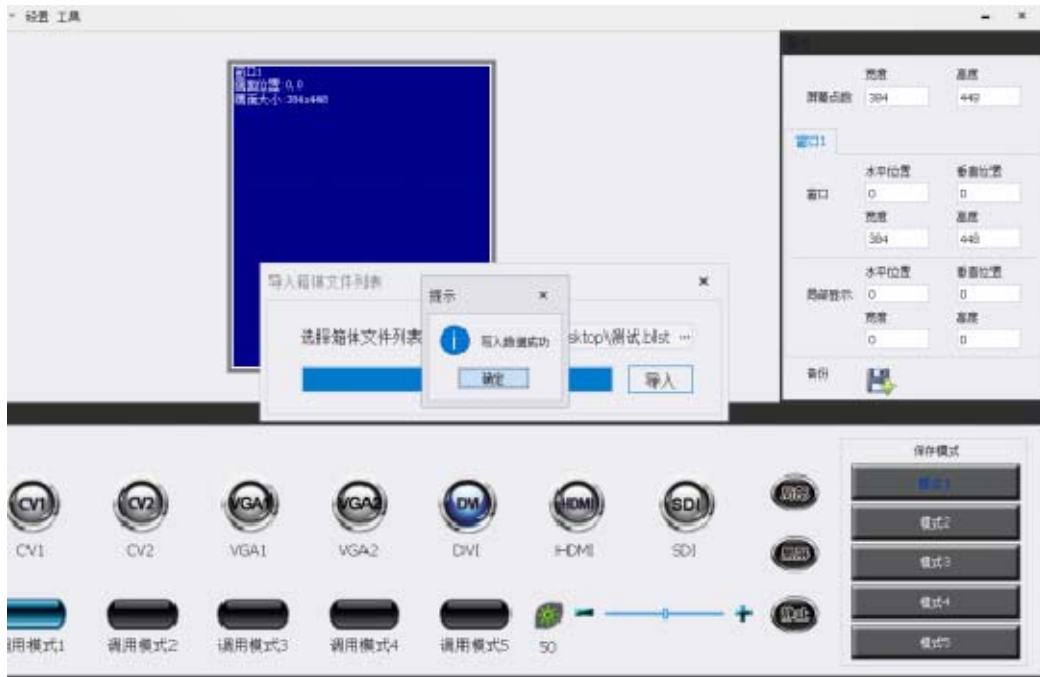 设置 工具
窗口1
画面位置:0,0
画面大小:384x448
宽度 高度
屏幕点数 384 448
窗口1
水平位置 垂直位置
窗口 0 0
宽度 高度
384 448
水平位置 垂直位置
局部显示 0 0
宽度 高度
0 0
备份
导入箱体文件列表
提示
选择箱体文件列表 sktop\测试.blist ...
写入数据成功
确定
导入
保存模式
CV1 CV2 VGA1 VGA2 DVI HDMI SDI
模式1
模式2
CV1 CV2 VGA1 VGA2 DVI HDMI SDI
模式3
模式4
模式5
调用模式1 调用模式2 调用模式3 调用模式4 调用模式5 50